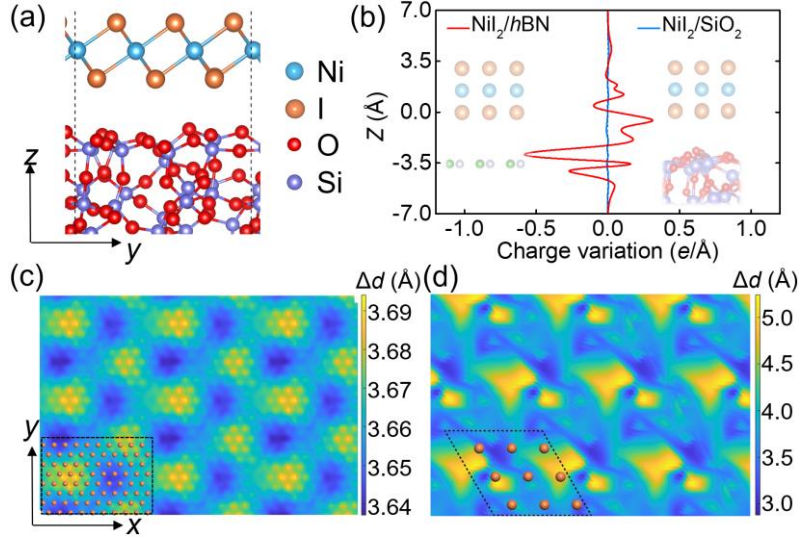 (a)
Ni
I
O
Si
z
y
(b)
NiI2/hBN
NiI2/SiO2
7.0
3.5
0.0
-3.5
-7.0
Z (Å)
-1.0
-0.5
0.0
0.5
1.0
Charge variation (e/Å)
(c)
Δd (Å)
3.69
3.68
3.67
3.66
3.65
3.64
y
x
(d)
Δd (Å)
5.0
4.5
4.0
3.5
3.0